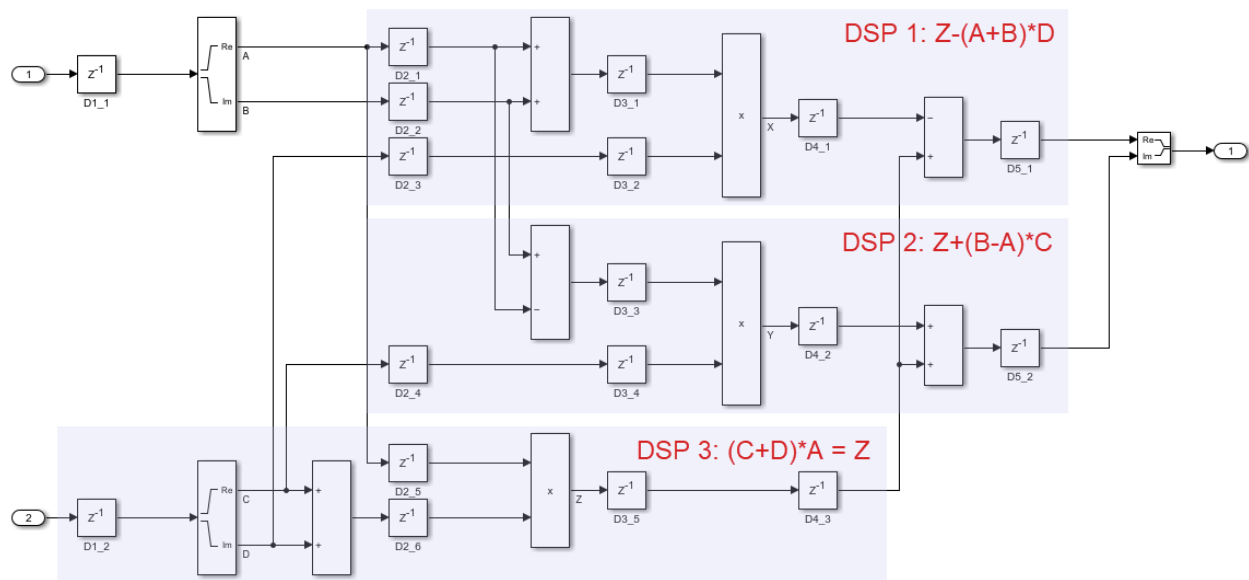 DSP 1: Z-(A+B)*D
1
z⁻¹
D1_1
Re
Im
A
B
z⁻¹
D2_1
z⁻¹
D2_2
z⁻¹
D2_3
+
+
z⁻¹
D3_1
z⁻¹
D3_2
x
X
z⁻¹
D4_1
−
+
z⁻¹
D5_1
Re
Im
1
DSP 2: Z+(B-A)*C
+
−
z⁻¹
D3_3
z⁻¹
D2_4
z⁻¹
D3_4
x
Y
z⁻¹
D4_2
+
+
z⁻¹
D5_2
DSP 3: (C+D)*A = Z
2
z⁻¹
D1_2
Re
Im
C
D
+
+
z⁻¹
D2_5
z⁻¹
D2_6
x
Z
z⁻¹
D3_5
z⁻¹
D4_3